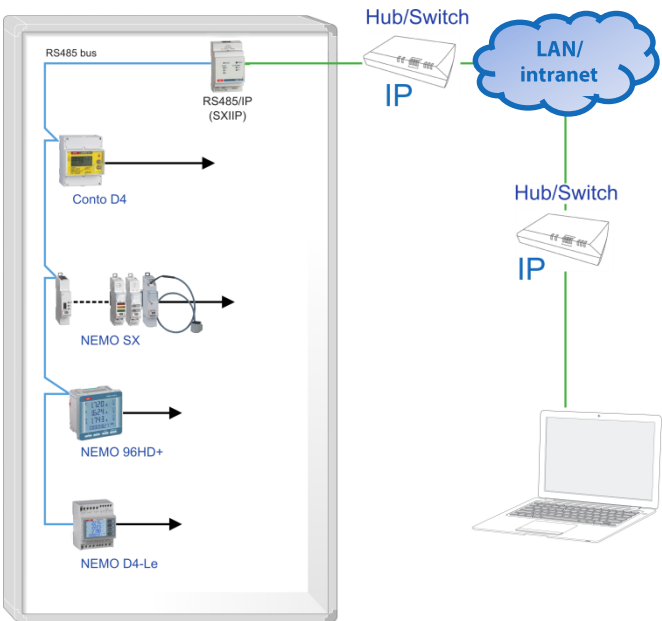 Hub/Switch
RS485 bus
LAN/
intranet
IP
RS485/IP
(SXIIP)
Conto D4
Hub/Switch
IP
NEMO SX
NEMO 96HD+
NEMO D4-Le